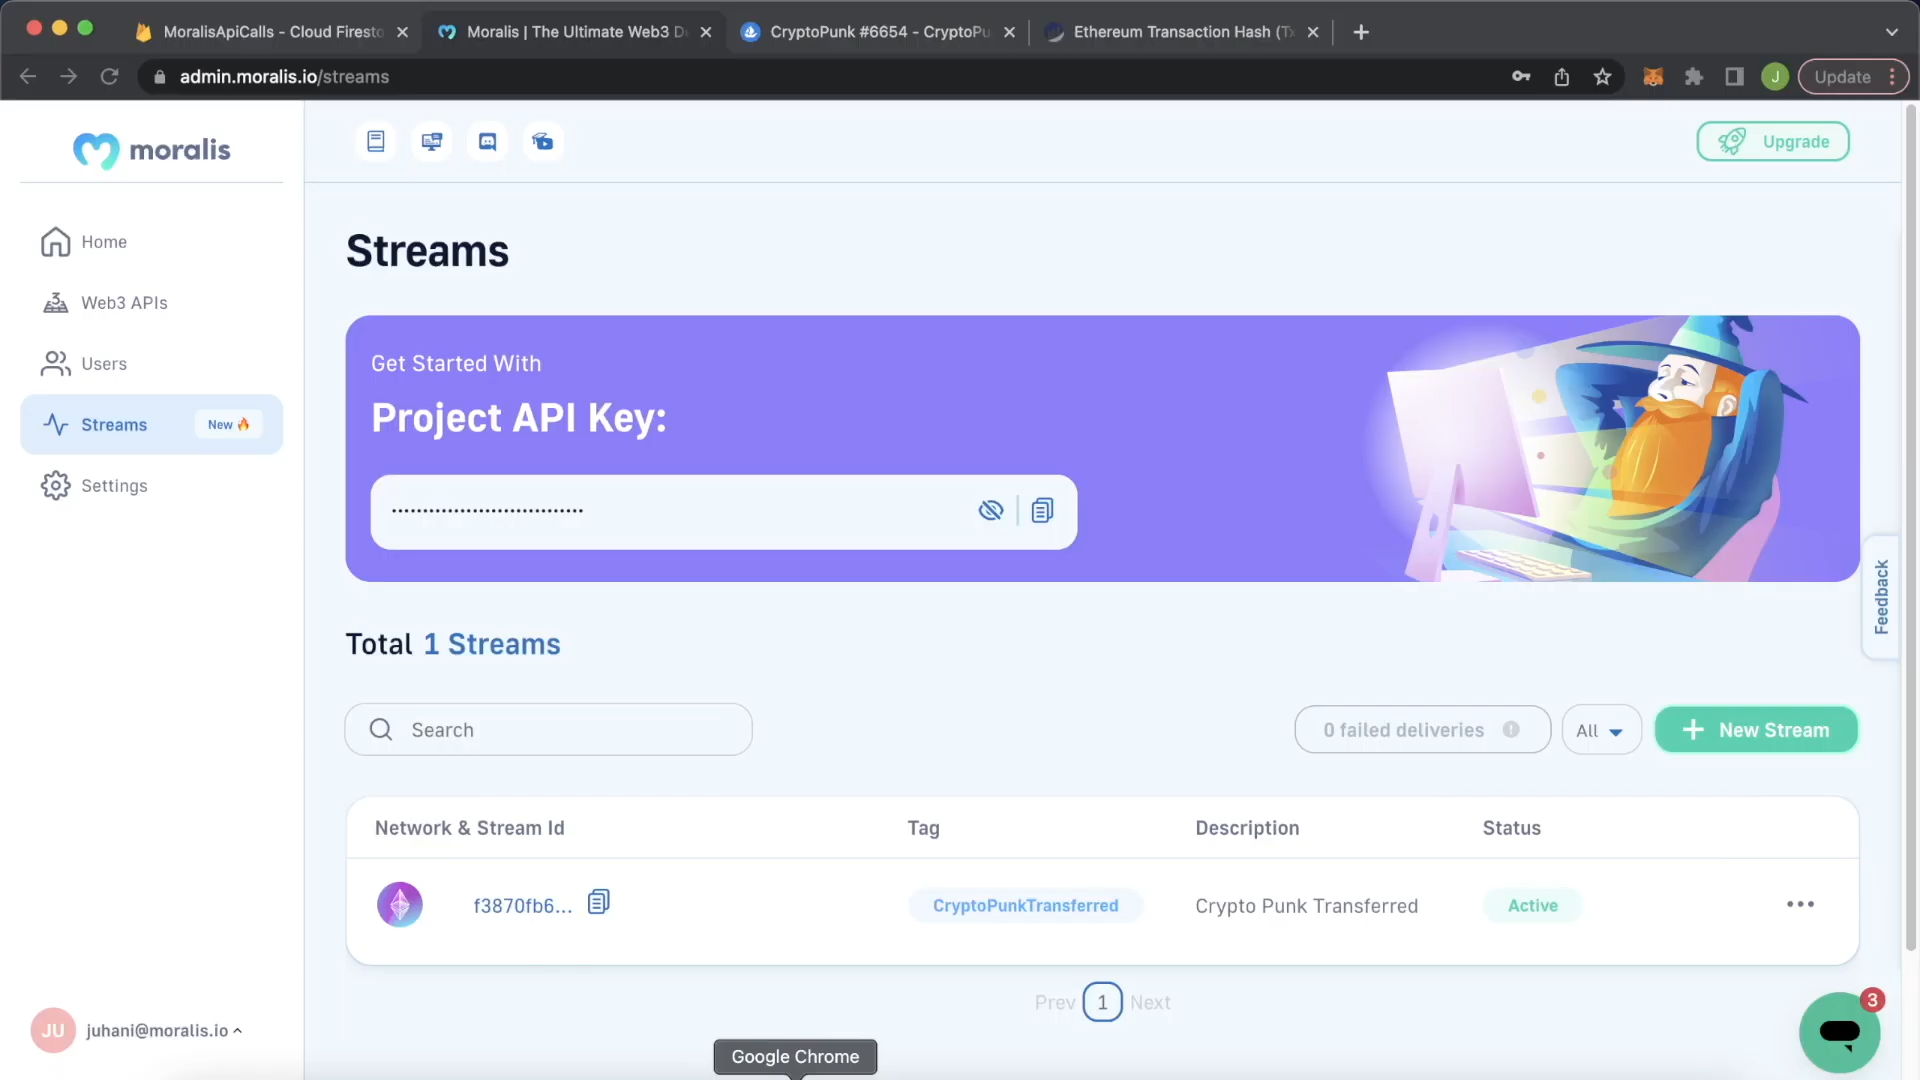 MoralisApiCalls - Cloud Firesto
Moralis | The Ultimate Web3 D
CryptoPunk #6654 - CryptoPu
Ethereum Transaction Hash (Tx
admin.moralis.io/streams
J
Update
moralis
Upgrade
Home
Web3 APIs
Users
Streams
New
Settings
Streams
Get Started With
Project API Key:
Feedback
Total 1 Streams
Search
0 failed deliveries
All
New Stream
Network & Stream Id
Tag
Description
Status
f3870fb6...
CryptoPunkTransferred
Crypto Punk Transferred
Active
Prev 1 Next
3
JU
juhani@moralis.io
Google Chrome